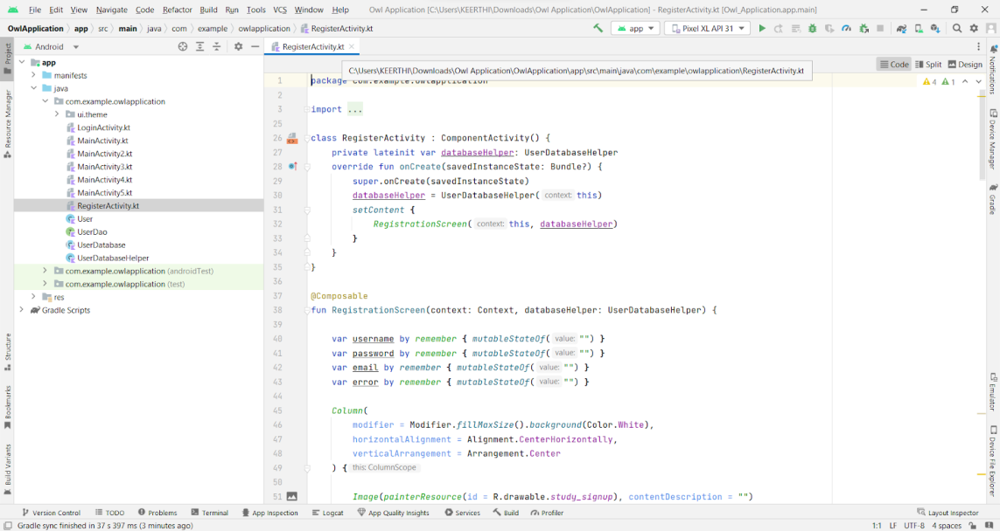 File Edit View Navigate Code Refactor Build Run Tools VCS Window Help Owl Application [C:\Users\KEERTHI\Downloads\Owl Application\OwlApplication] - RegisterActivity.kt [Owl_Application.app.main]
OwlApplication app src main java com example owlapplication RegisterActivity.kt app Pixel XL API 31
Android RegisterActivity.kt
Code Split Design
C:\Users\KEERTHI\Downloads\Owl Application\OwlApplication\app\src\main\java\com\example\owlapplication\RegisterActivity.kt
4 1
Project
Resource Manager
Structure
Bookmarks
Build Variants
app
manifests
java
com.example.owlapplication
ui.theme
LoginActivity.kt
MainActivity.kt
MainActivity2.kt
MainActivity3.kt
MainActivity4.kt
MainActivity5.kt
RegisterActivity.kt
User
UserDao
UserDatabase
UserDatabaseHelper
com.example.owlapplication (androidTest)
com.example.owlapplication (test)
res
Gradle Scripts
1 package com.example.owlapplication
2
3 import ...
25
26 class RegisterActivity : ComponentActivity() {
27 private lateinit var databaseHelper: UserDatabaseHelper
28 override fun onCreate(savedInstanceState: Bundle?) {
29 super.onCreate(savedInstanceState)
30 databaseHelper = UserDatabaseHelper( context: this)
31 setContent {
32 RegistrationScreen( context: this, databaseHelper)
33 }
34 }
35 }
36
37 @Composable
38 fun RegistrationScreen(context: Context, databaseHelper: UserDatabaseHelper) {
39
40 var username by remember { mutableStateOf( value: "") }
41 var password by remember { mutableStateOf( value: "") }
42 var email by remember { mutableStateOf( value: "") }
43 var error by remember { mutableStateOf( value: "") }
44
45 Column(
46 modifier = Modifier.fillMaxSize().background(Color.White),
47 horizontalAlignment = Alignment.CenterHorizontally,
48 verticalArrangement = Arrangement.Center
49 ) { this: ColumnScope
50
51 Image(painterResource(id = R.drawable.study_signup), contentDescription = "")
Notifications
Device Manager
Gradle
Emulator
Device File Explorer
Version Control TODO Problems Terminal App Inspection Logcat App Quality Insights Services Build Profiler Layout Inspector
Gradle sync finished in 37 s 397 ms (3 minutes ago) 1:1 LF UTF-8 4 spaces